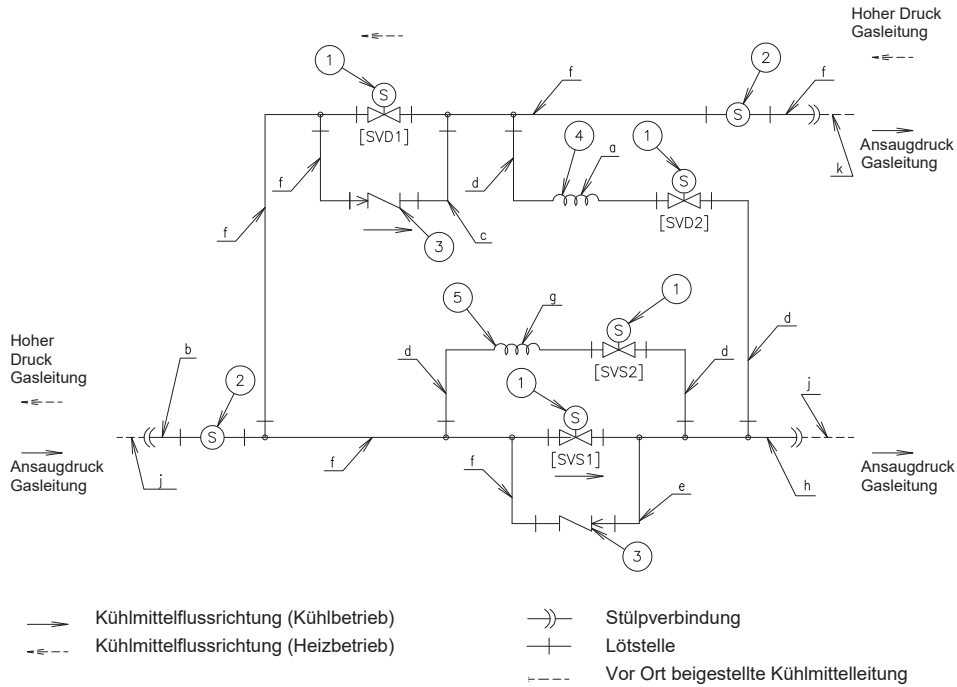 Hoher Druck
Gasleitung
1
2
f
f
S
S
[SVD1]
Ansaugdruck
Gasleitung
k
f
d
4
a
1
S
[SVD2]
f
3
c
5
g
1
S
[SVS2]
d
d
d
Hoher
Druck
Gasleitung
b
2
S
1
S
[SVS1]
j
Ansaugdruck
Gasleitung
j
f
f
e
h
Ansaugdruck
Gasleitung
3
Kühlmittelflussrichtung (Kühlbetrieb)
Stülpverbindung
Kühlmittelflussrichtung (Heizbetrieb)
Lötstelle
Vor Ort beigestellte Kühlmittelleitung